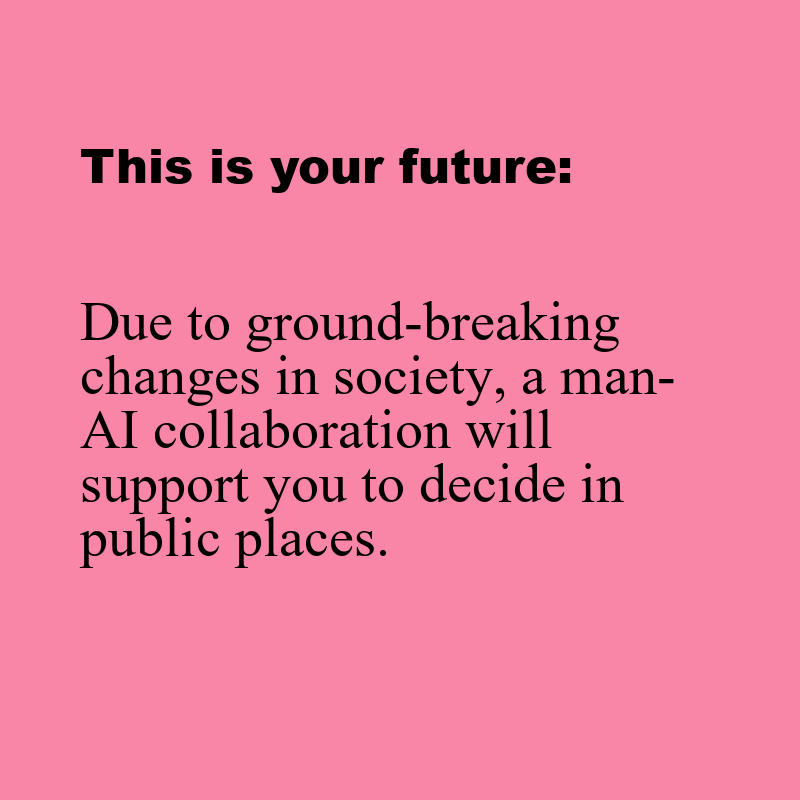 This is your future:
Due to ground-breaking
changes in society, a man-
AI collaboration will
support you to decide in
public places.